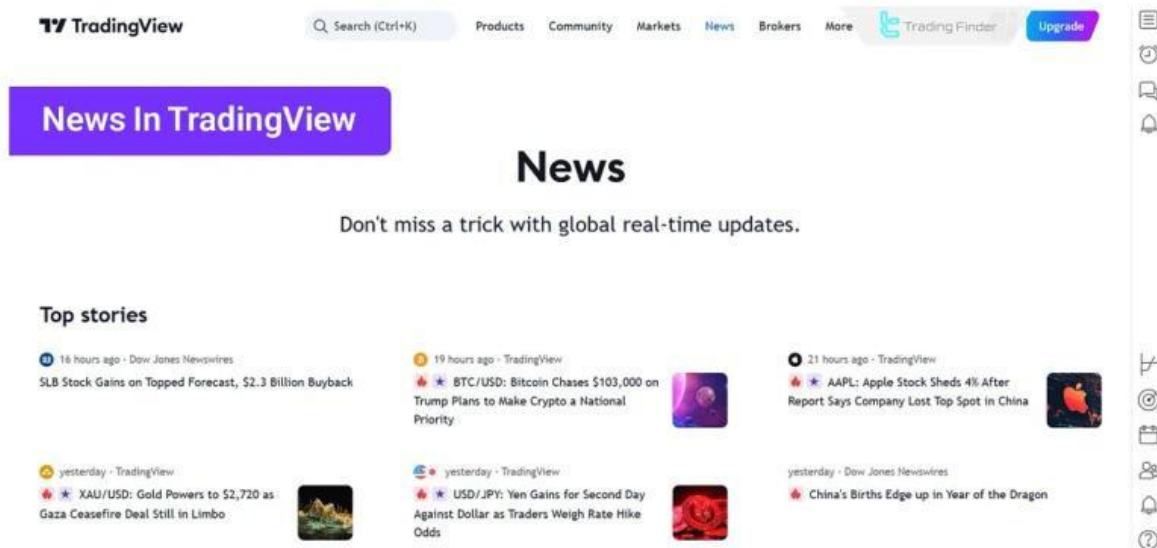 TradingView
Search (Ctrl+K)
Products
Community
Markets
News
Brokers
More
Trading Finder
Upgrade
News In TradingView
News
Don't miss a trick with global real-time updates.
Top stories
16 hours ago · Dow Jones Newswires
SLB Stock Gains on Topped Forecast, $2.3 Billion Buyback
19 hours ago · TradingView
BTC/USD: Bitcoin Chases $103,000 on
Trump Plans to Make Crypto a National
Priority
21 hours ago · TradingView
AAPL: Apple Stock Sheds 4% After
Report Says Company Lost Top Spot in China
yesterday · TradingView
XAU/USD: Gold Powers to $2,720 as
Gaza Ceasefire Deal Still in Limbo
yesterday · TradingView
USD/JPY: Yen Gains for Second Day
Against Dollar as Traders Weigh Rate Hike
Odds
yesterday · Dow Jones Newswires
China's Births Edge up in Year of the Dragon